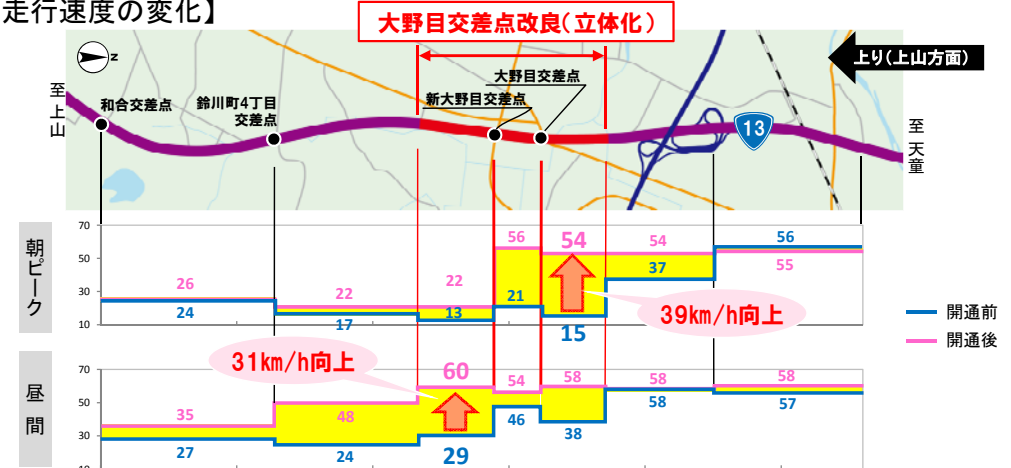 走行速度の変化】
大野目交差点改良(立体化)
N
上り(上山方面)
至上山
和合交差点
鈴川町4丁目
交差点
新大野目交差点
大野目交差点
13
至天童
朝ピーク
70
50
30
10
26
24
22
17
22
13
56
21
54
15
54
37
56
55
39km/h向上
開通前
開通後
昼間
70
50
30
10
31km/h向上
35
27
48
24
60
29
54
46
58
38
58
58
58
57